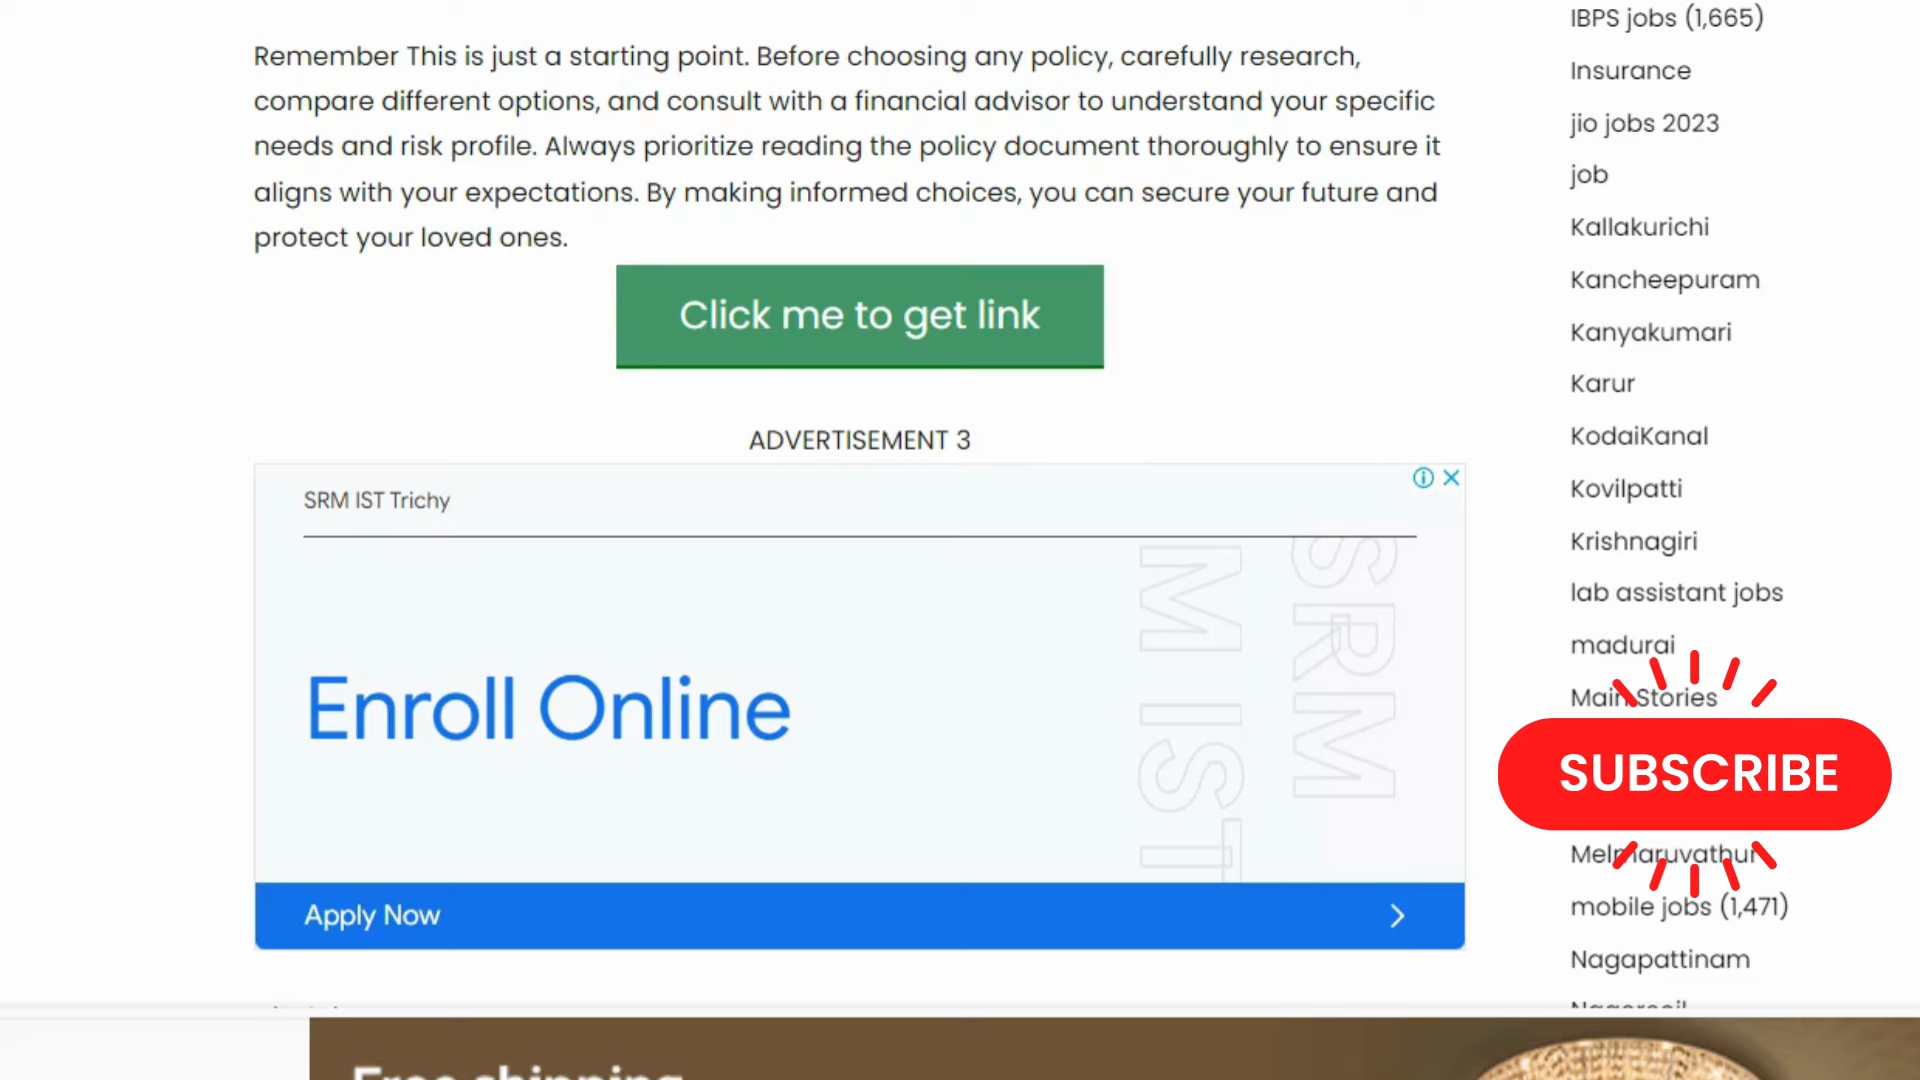 Remember This is just a starting point. Before choosing any policy, carefully research,
compare different options, and consult with a financial advisor to understand your specific
needs and risk profile. Always prioritize reading the policy document thoroughly to ensure it
aligns with your expectations. By making informed choices, you can secure your future and
protect your loved ones.
Click me to get link
ADVERTISEMENT 3
SRM IST Trichy
SRM
M IST
Enroll Online
Apply Now
IBPS jobs (1,665)
Insurance
jio jobs 2023
job
Kallakurichi
Kancheepuram
Kanyakumari
Karur
KodaiKanal
Kovilpatti
Krishnagiri
lab assistant jobs
madurai
Main Stories
SUBSCRIBE
Melmaruvathur
mobile jobs (1,471)
Nagapattinam
Free shipping